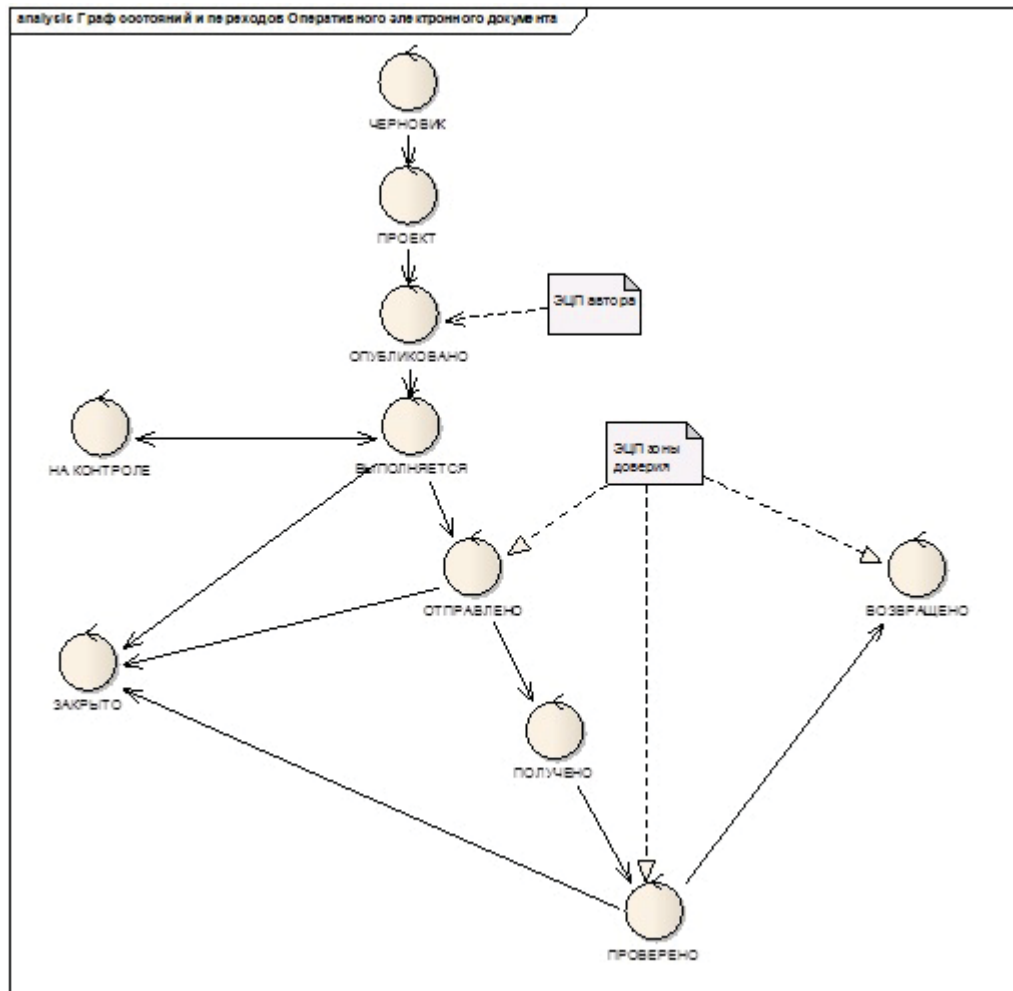 analysis Граф состояний и переходов Оперативного электронного документа
ЧЕРНОВИК
ПРОЕКТ
ЭЦП автора
ОПУБЛИКОВАНО
НА КОНТРОЛЕ
ВЫПОЛНЯЕТСЯ
ЭЦП зоны
доверия
ОТПРАВЛЕНО
ВОЗВРАЩЕНО
ЗАКРЫТО
ПОЛУЧЕНО
ПРОВЕРЕНО